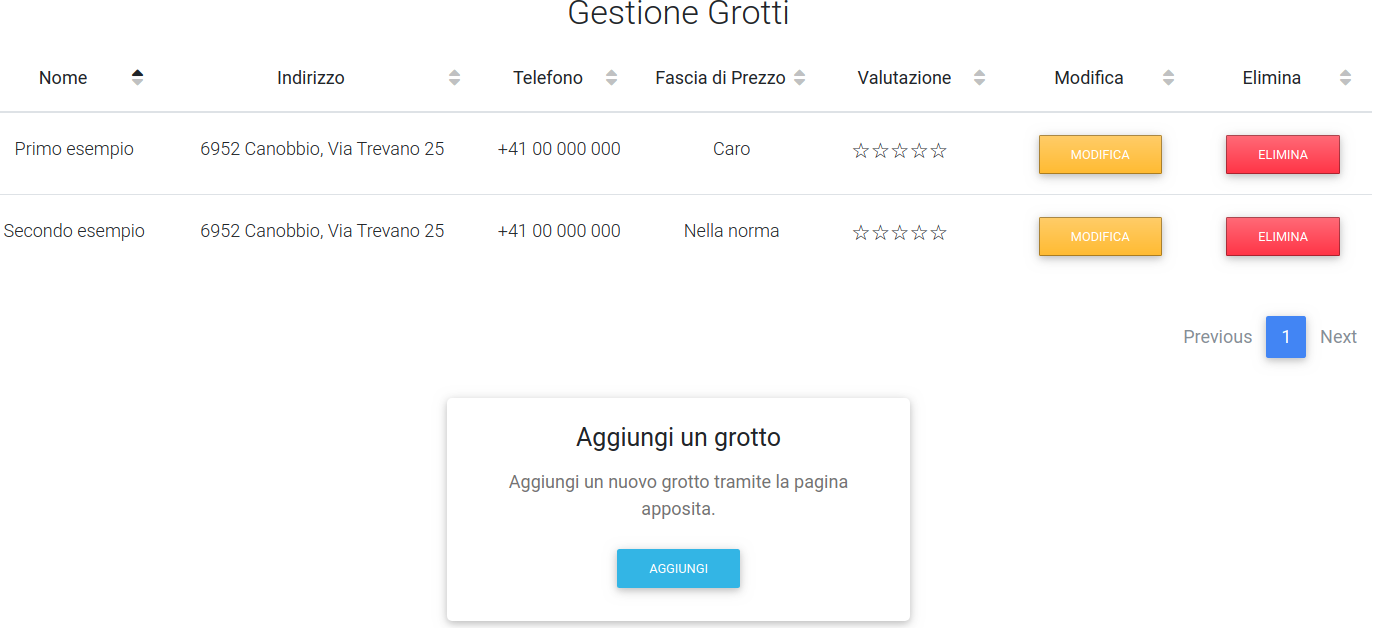 Gestione Grotti
Nome Indirizzo Telefono Fascia di Prezzo Valutazione Modifica Elimina
Primo esempio 6952 Canobbio, Via Trevano 25 +41 00 000 000 Caro ☆☆☆☆☆ MODIFICA ELIMINA
Secondo esempio 6952 Canobbio, Via Trevano 25 +41 00 000 000 Nella norma ☆☆☆☆☆ MODIFICA ELIMINA
Previous 1 Next
Aggiungi un grotto
Aggiungi un nuovo grotto tramite la pagina
apposita.
AGGIUNGI